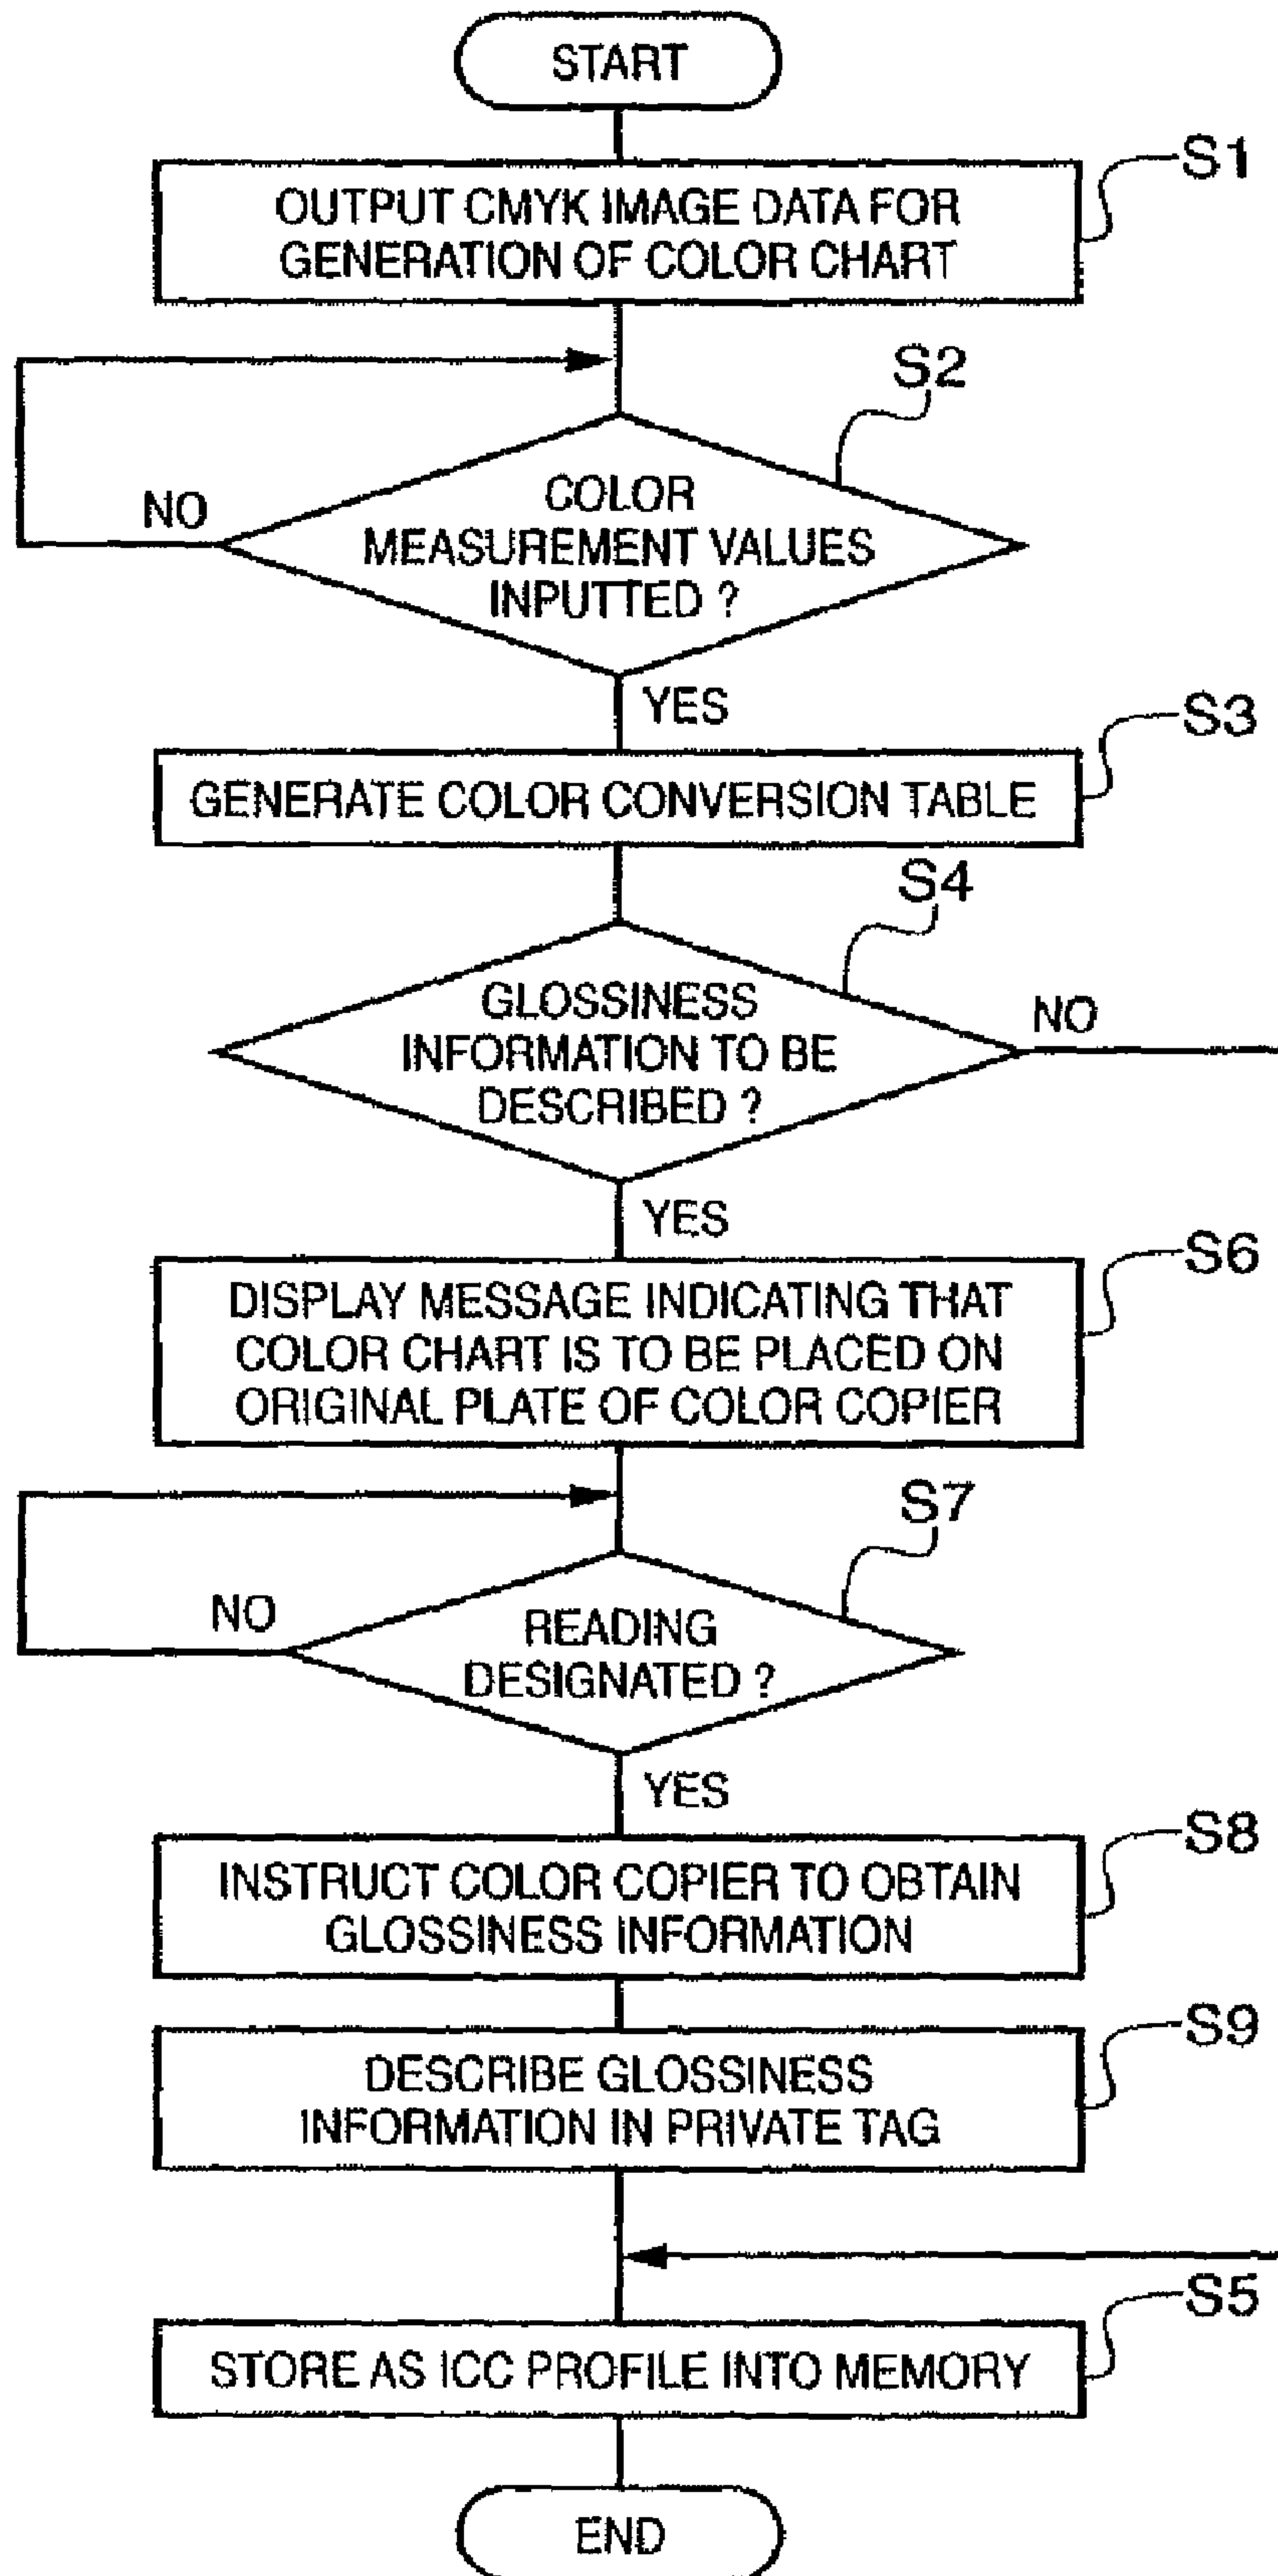 START
S1
OUTPUT CMYK IMAGE DATA FOR
GENERATION OF COLOR CHART
S2
COLOR
MEASUREMENT VALUES
INPUTTED ?
NO
YES
S3
GENERATE COLOR CONVERSION TABLE
S4
GLOSSINESS
INFORMATION TO BE
DESCRIBED ?
NO
YES
S6
DISPLAY MESSAGE INDICATING THAT
COLOR CHART IS TO BE PLACED ON
ORIGINAL PLATE OF COLOR COPIER
S7
READING
DESIGNATED ?
NO
YES
S8
INSTRUCT COLOR COPIER TO OBTAIN
GLOSSINESS INFORMATION
S9
DESCRIBE GLOSSINESS
INFORMATION IN PRIVATE TAG
S5
STORE AS ICC PROFILE INTO MEMORY
END